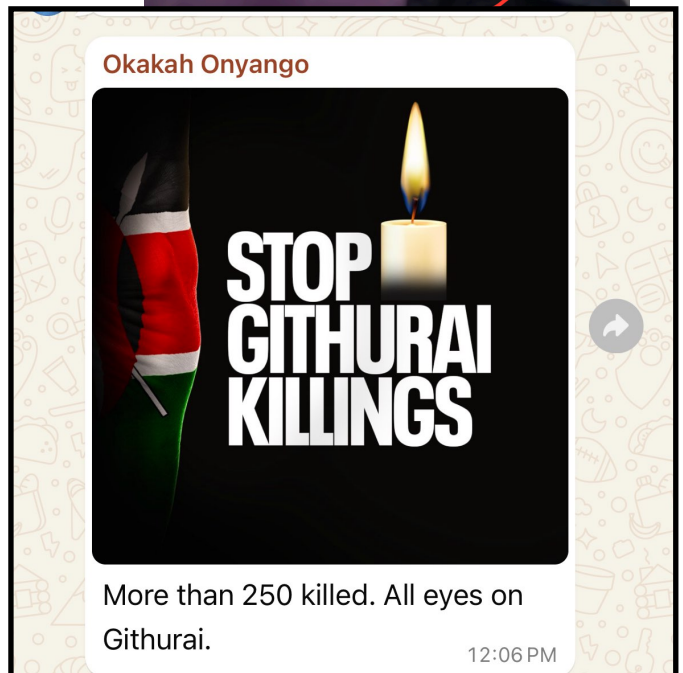 Okakah Onyango
STOP
GITHURAI
KILLINGS
More than 250 killed. All eyes on
Githurai.
12:06 PM